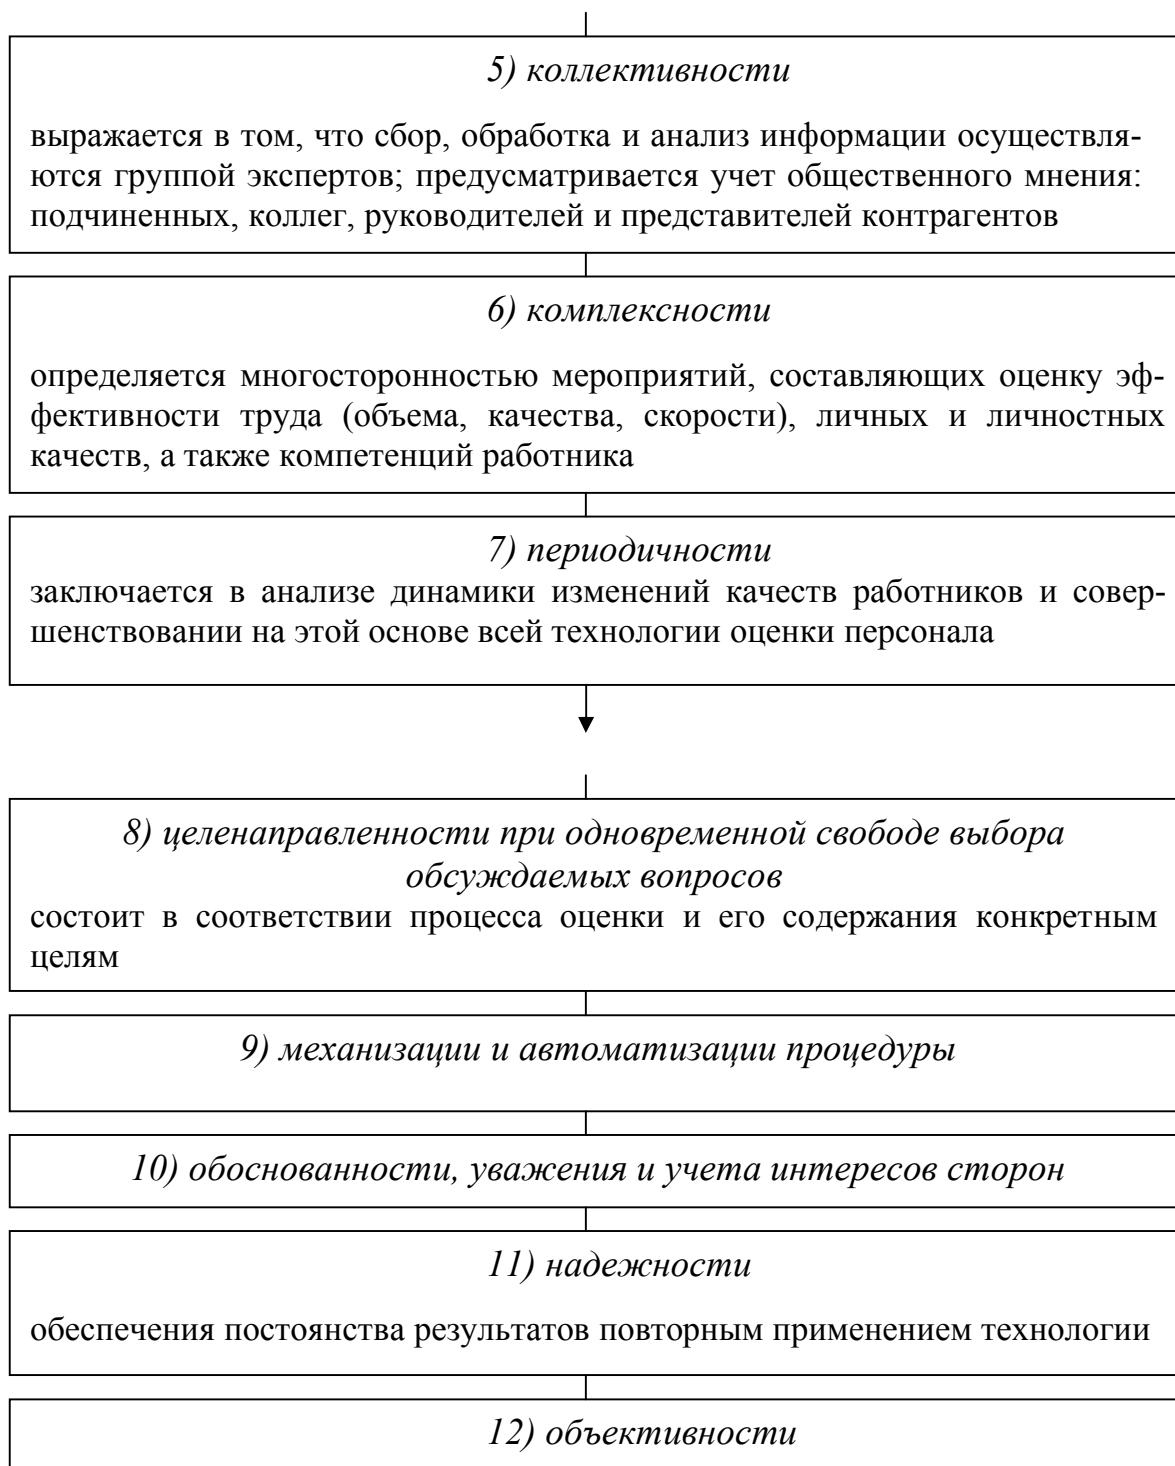 5) коллективности
выражается в том, что сбор, обработка и анализ информации осуществля-
ются группой экспертов; предусматривается учет общественного мнения:
подчиненных, коллег, руководителей и представителей контрагентов
6) комплексности
определяется многосторонностью мероприятий, составляющих оценку эф-
фективности труда (объема, качества, скорости), личных и личностных
качеств, а также компетенций работника
7) периодичности
заключается в анализе динамики изменений качеств работников и совер-
шенствовании на этой основе всей технологии оценки персонала
8) целенаправленности при одновременной свободе выбора
обсуждаемых вопросов
состоит в соответствии процесса оценки и его содержания конкретным
целям
9) механизации и автоматизации процедуры
10) обоснованности, уважения и учета интересов сторон
11) надежности
обеспечения постоянства результатов повторным применением технологии
12) объективности